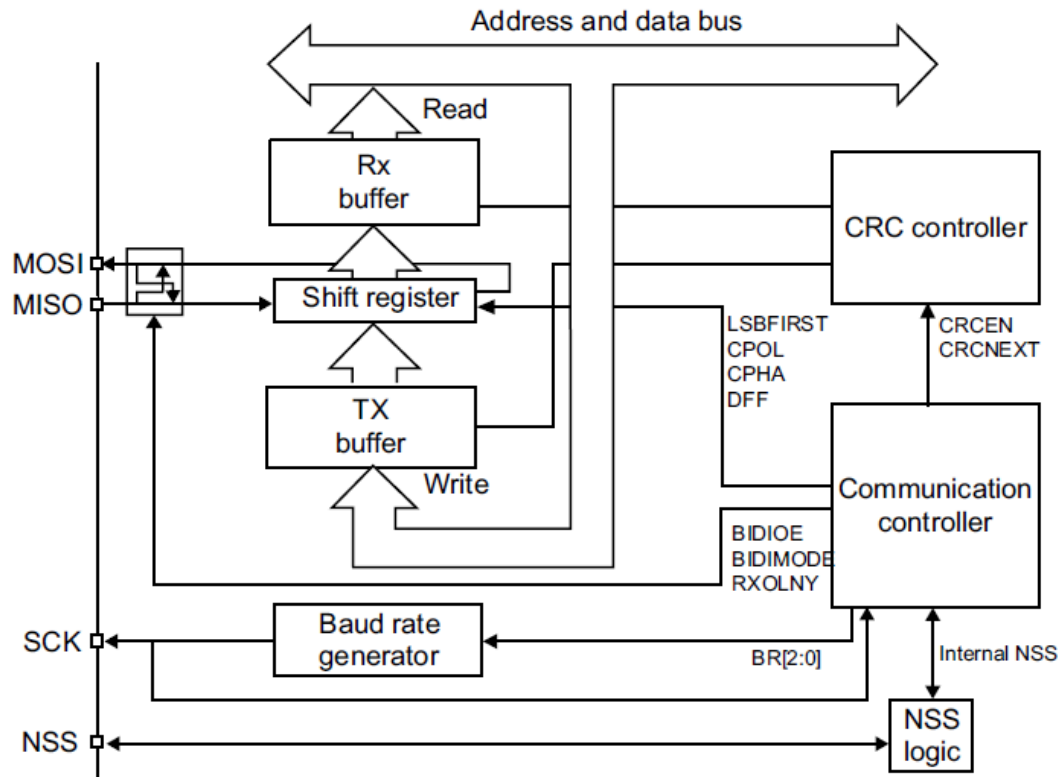 Address and data bus
Read
Rx
buffer
CRC controller
MOSI
MISO
Shift register
LSBFIRST
CPOL
CPHA
DFF
CRCEN
CRCNEXT
TX
buffer
Write
Communication
controller
BIDIOE
BIDIMODE
RXOLNY
SCK
Baud rate
generator
BR[2:0]
Internal NSS
NSS
NSS
logic